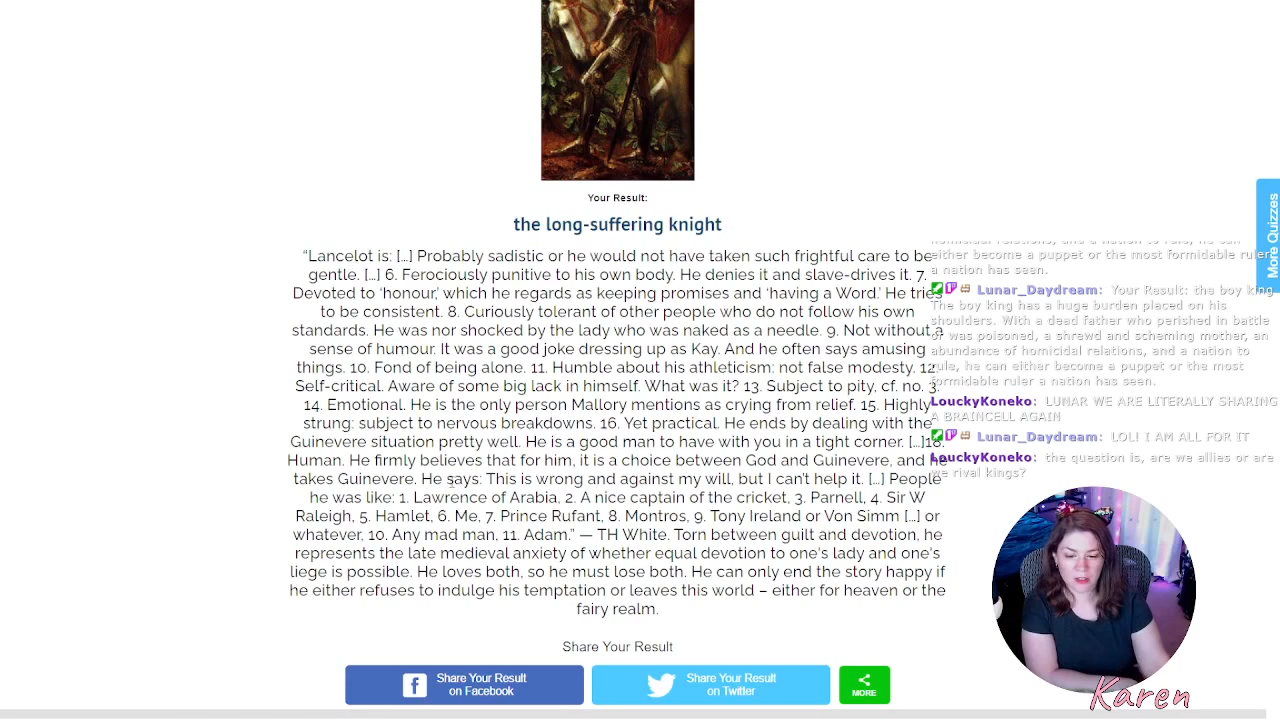 Your Result:
the long-suffering knight
“Lancelot is: [...] Probably sadistic or he would not have taken such frightful care to be
gentle. [...] 6. Ferociously punitive to his own body. He denies it and slave-drives it. 7.
Devoted to ‘honour,’ which he regards as keeping promises and ‘having a Word.’ He tries
to be consistent. 8. Curiously tolerant of other people who do not follow his own
standards. He was nor shocked by the lady who was naked as a needle. 9. Not without a
sense of humour. It was a good joke dressing up as Kay. And he often says amusing
things. 10. Fond of being alone. 11. Humble about his athleticism: not false modesty. 12.
Self-critical. Aware of some big lack in himself. What was it? 13. Subject to pity, cf. no. 3.
14. Emotional. He is the only person Mallory mentions as crying from relief. 15. Highly
strung: subject to nervous breakdowns. 16. Yet practical. He ends by dealing with the
Guinevere situation pretty well. He is a good man to have with you in a tight corner. [...]18.
Human. He firmly believes that for him, it is a choice between God and Guinevere, and he
takes Guinevere. He says: This is wrong and against my will, but I can’t help it. [...] People
he was like: 1. Lawrence of Arabia, 2. A nice captain of the cricket, 3. Parnell, 4. Sir W
Raleigh, 5. Hamlet, 6. Me, 7. Prince Rufant, 8. Montros, 9. Tony Ireland or Von Simm [...] or
whatever, 10. Any mad man, 11. Adam.” — TH White. Torn between guilt and devotion, he
represents the late medieval anxiety of whether equal devotion to one’s lady and one’s
liege is possible. He loves both, so he must lose both. He can only end the story happy if
he either refuses to indulge his temptation or leaves this world – either for heaven or the
fairy realm.
Share Your Result
Share Your Result
on Facebook
Share Your Result
on Twitter
MORE
More Quizzes
either become a puppet or the most formidable ruler
a nation has seen.
Lunar_Daydream: Your Result: the boy king
The boy king has a huge burden placed on his
shoulders. With a dead father who perished in battle
or was poisoned, a shrewd and scheming mother, an
abundance of homicidal relations, and a nation to
rule, he can either become a puppet or the most
formidable ruler a nation has seen.
LouckyKoneko: LUNAR WE ARE LITERALLY SHARING
A BRAINCELL AGAIN
Lunar_Daydream: LOL! I AM ALL FOR IT
LouckyKoneko: the question is, are we allies or are
we rival kings?
Karen